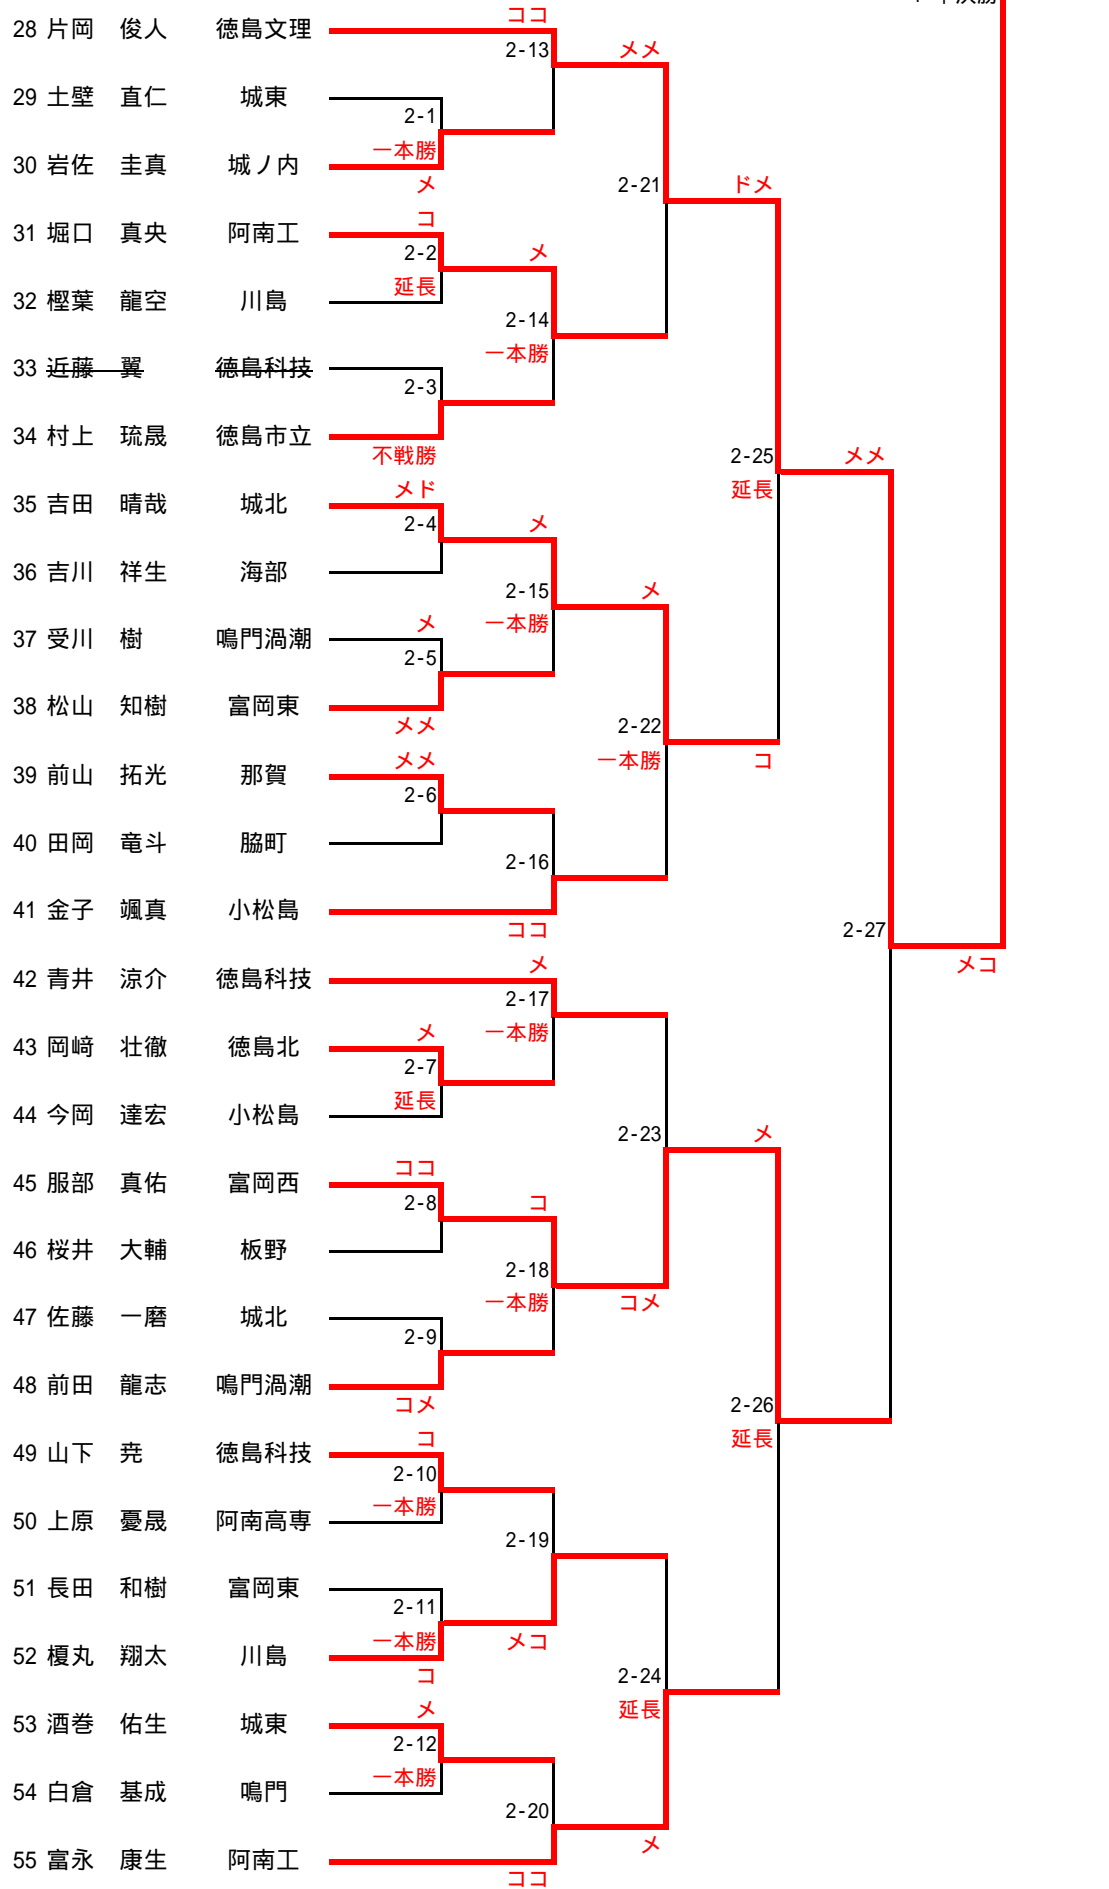 28 片岡 俊人 徳島文理
ココ
2-13
メメ
29 土壁 直仁 城東
2-1
一本勝
30 岩佐 圭真 城ノ内
メ
2-21
ドメ
31 堀口 真央 阿南工
コ
2-2
メ
延長
32 樫葉 龍空 川島
2-14
一本勝
33 近藤 翼 徳島科技
2-3
34 村上 琉晟 徳島市立
不戦勝
2-25
メメ
延長
35 吉田 晴哉 城北
メド
2-4
メ
36 吉川 祥生 海部
2-15
メ
一本勝
37 受川 樹 鳴門渦潮
メ
2-5
38 松山 知樹 富岡東
メメ
2-22
一本勝
コ
39 前山 拓光 那賀
メメ
2-6
40 田岡 竜斗 脇町
2-16
41 金子 颯真 小松島
ココ
2-27
メコ
42 青井 涼介 徳島科技
メ
2-17
一本勝
43 岡﨑 壮徹 徳島北
メ
2-7
延長
44 今岡 達宏 小松島
2-23
メ
45 服部 真佑 富岡西
ココ
2-8
コ
46 桜井 大輔 板野
2-18
一本勝
コメ
47 佐藤 一磨 城北
2-9
48 前田 龍志 鳴門渦潮
コメ
2-26
延長
49 山下 尭 徳島科技
コ
2-10
一本勝
50 上原 憂晟 阿南高専
2-19
51 長田 和樹 富岡東
2-11
一本勝
メコ
52 榎丸 翔太 川島
コ
2-24
延長
53 酒巻 佑生 城東
メ
2-12
一本勝
54 白倉 基成 鳴門
2-20
メ
55 富永 康生 阿南工
ココ